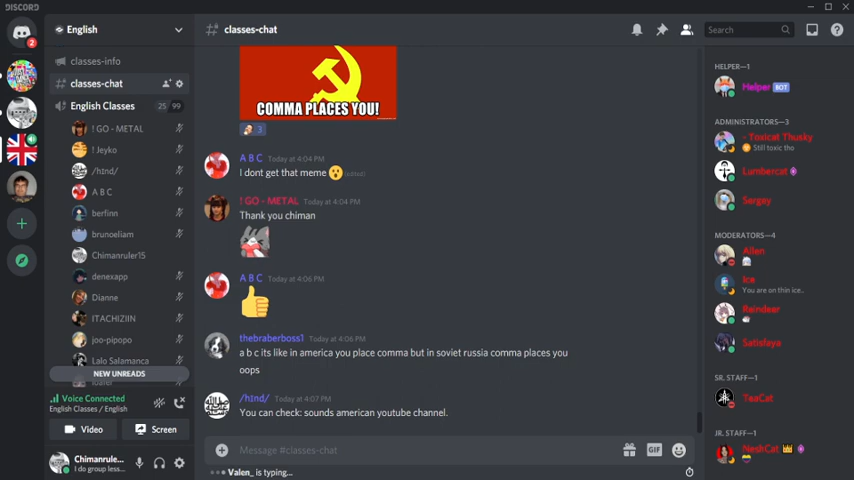 DISCORD
2
English
classes-info
classes-chat
English Classes 25 99
! GO - METAL
! Jeyko
/hɪnd/
A B C
berfinn
brunoeliam
Chimanruler15
denexapp
Dianne
ITACHIZIIN
joo-pipopo
Lalo Salamanca
NEW UNREADS
Voice Connected
English Classes / English
Video
Screen
Chimanrule...
I do group less...
classes-chat
Search
COMMA PLACES YOU!
3
A B C Today at 4:04 PM
I dont get that meme (edited)
! GO - METAL Today at 4:04 PM
Thank you chiman
A B C Today at 4:06 PM
thebraberboss1 Today at 4:06 PM
a b c its like in america you place comma but in soviet russia comma places you
oops
/hɪnd/ Today at 4:07 PM
You can check: sounds american youtube channel.
Message #classes-chat
GIF
Valen_ is typing...
HELPER—1
Helper BOT
ADMINISTRATORS—3
- Toxicat Thusky
Still toxic tho
Lumbercat
Sergey
MODERATORS—4
Allen
Ice
You are on thin ice..
Raindear
Satisfaya
SR. STAFF—1
TeaCat
JR. STAFF—1
NeshCat